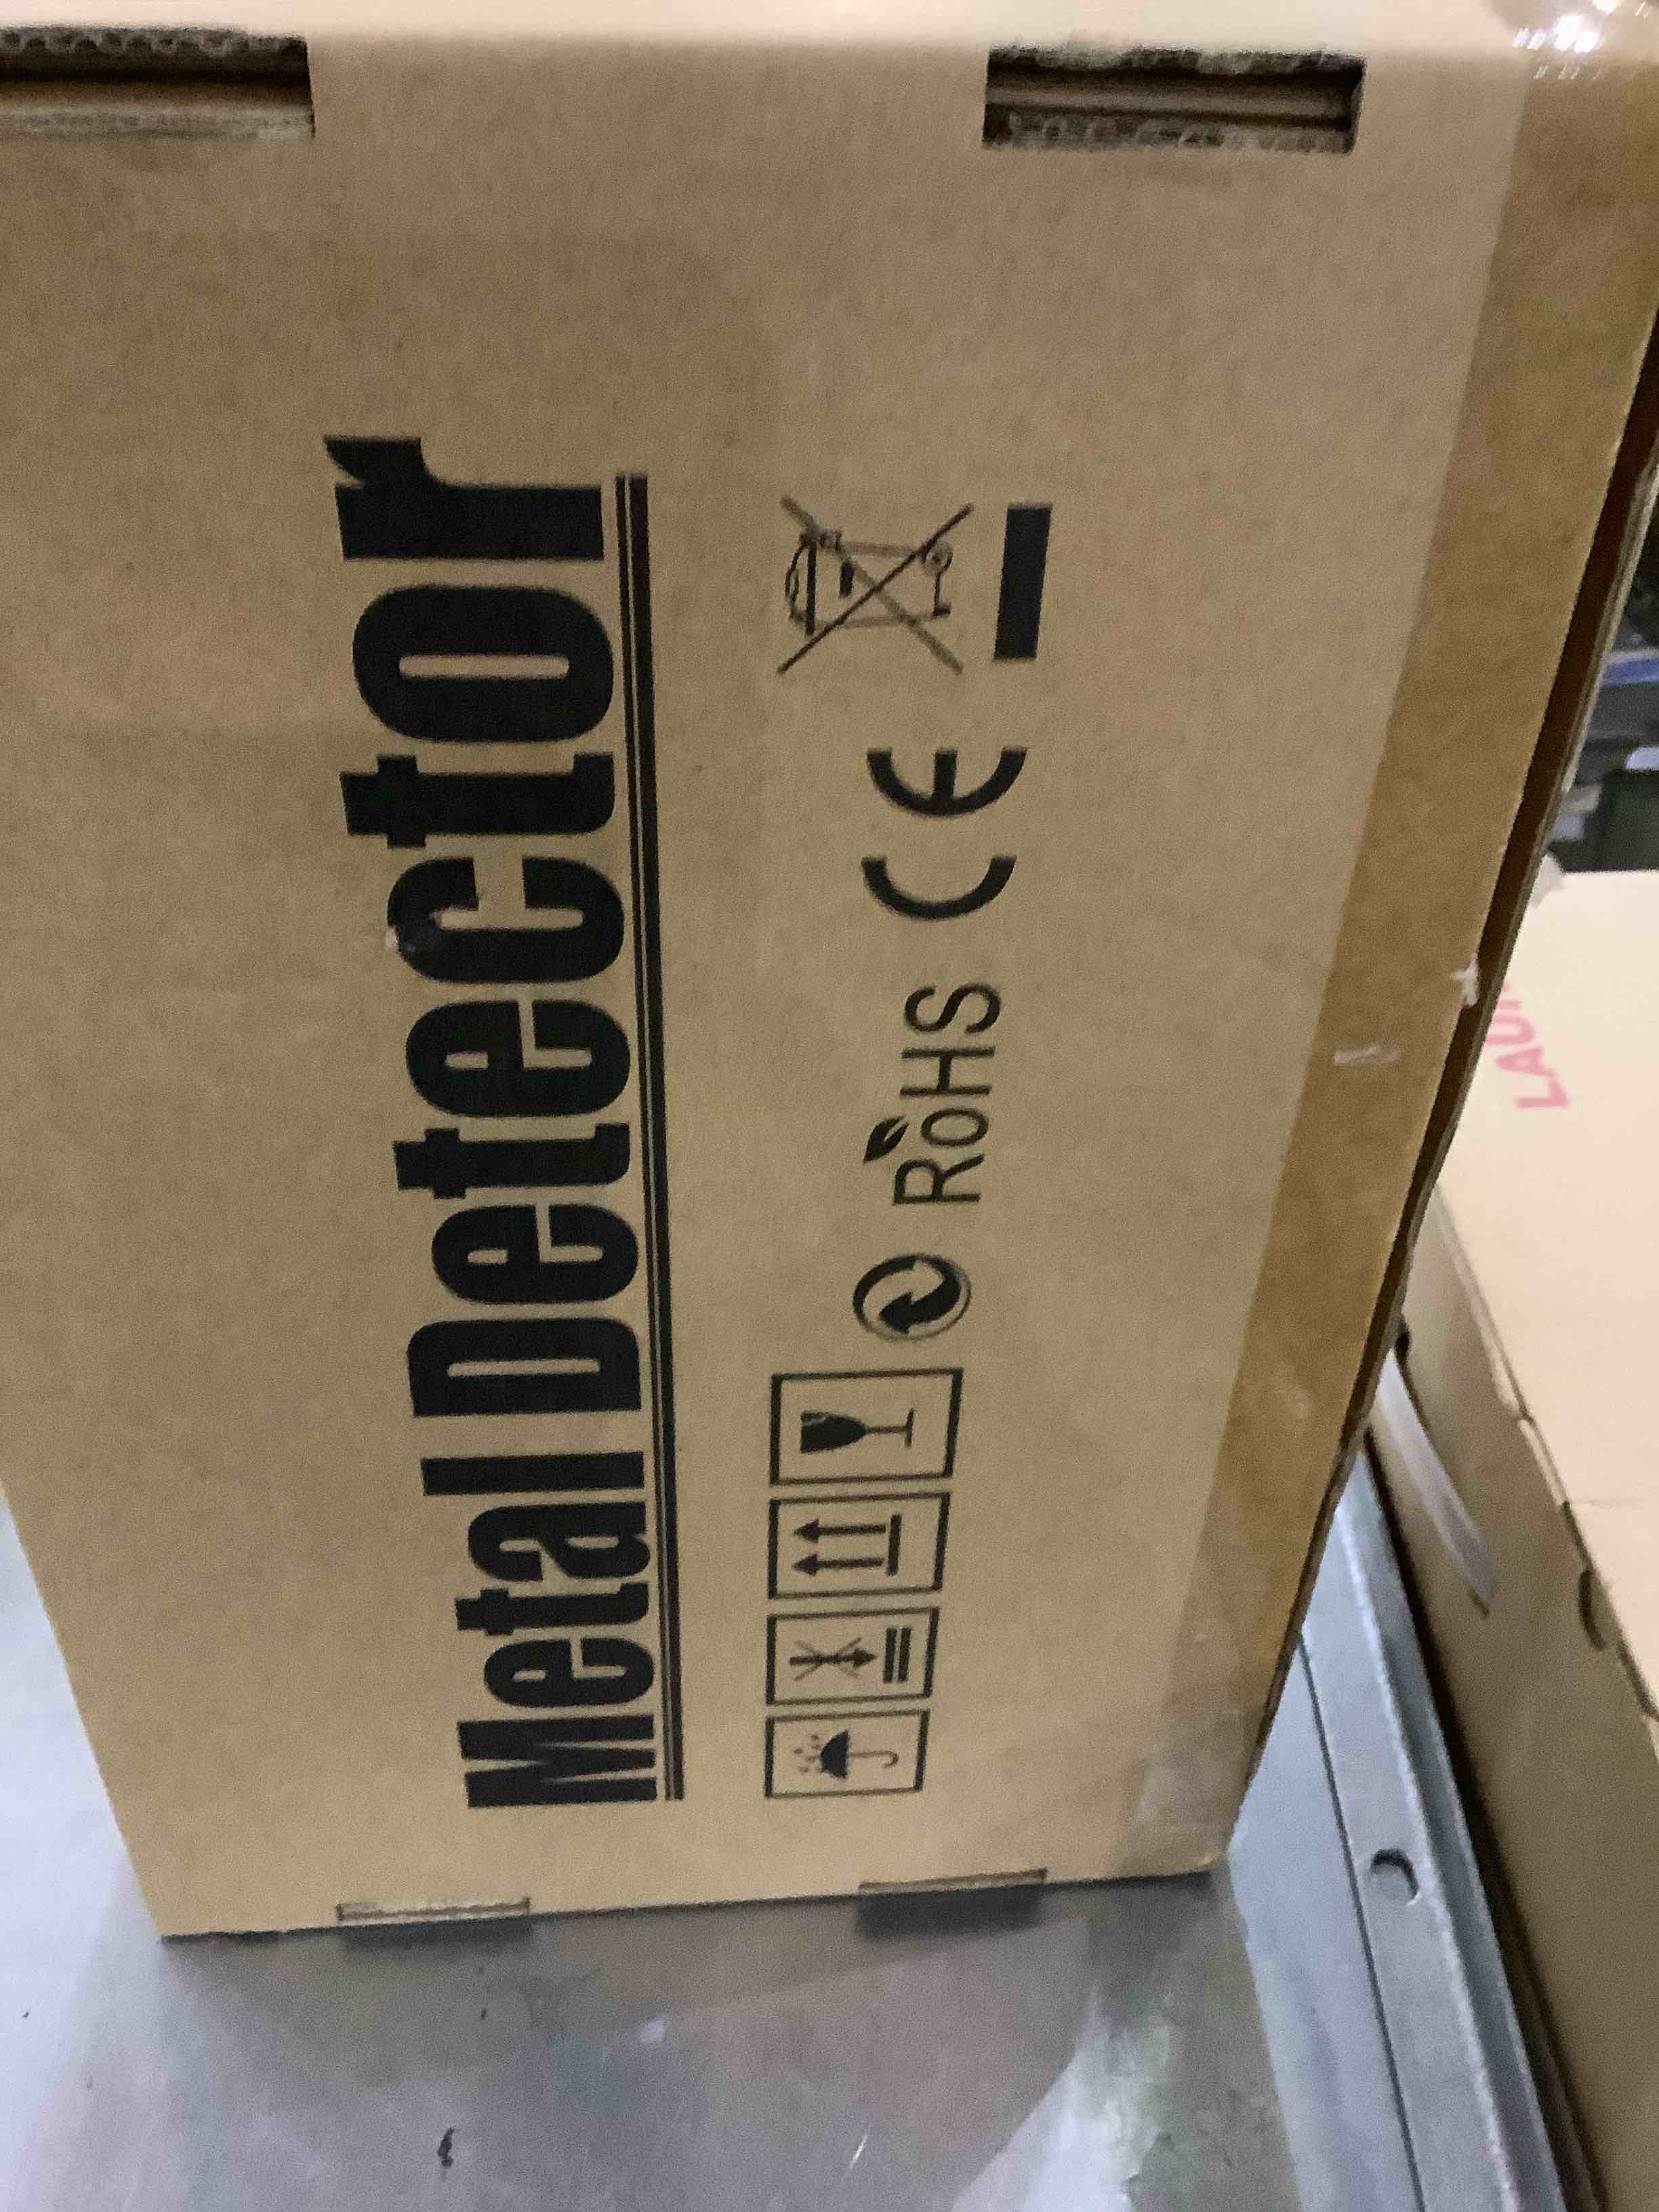 Metal Detector
RoHS CE